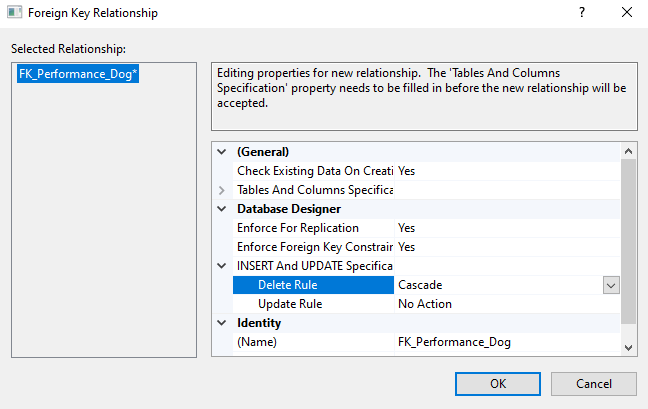 Foreign Key Relationship
?
Selected Relationship:
FK_Performance_Dog*
Editing properties for new relationship. The 'Tables And Columns
Specification' property needs to be filled in before the new relationship will be
accepted.
(General)
Check Existing Data On Creati Yes
Tables And Columns Specifica
Database Designer
Enforce For Replication Yes
Enforce Foreign Key Constrair Yes
INSERT And UPDATE Specifica
Delete Rule Cascade
Update Rule No Action
Identity
(Name) FK_Performance_Dog
OK Cancel